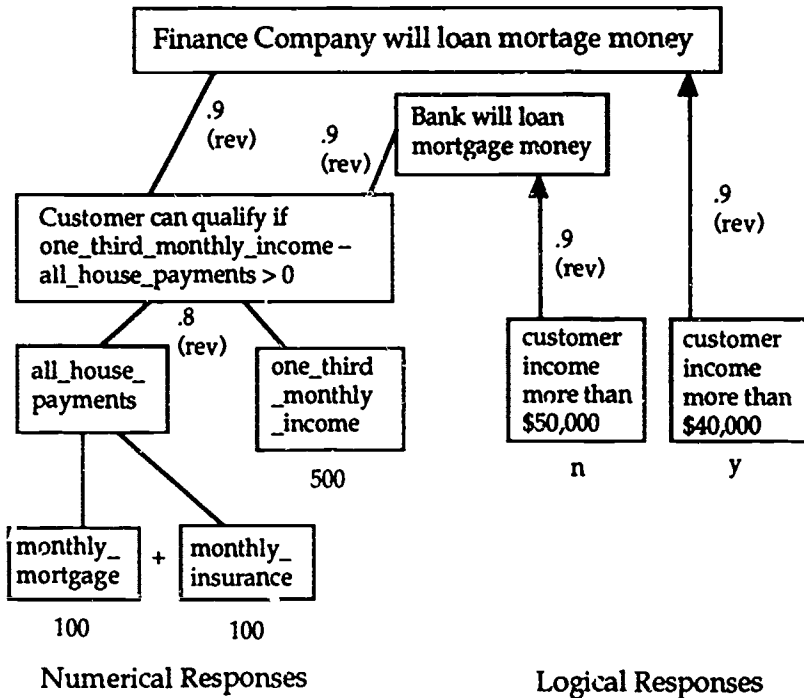 Finance Company will loan mortage money
.9
(rev)
.9
(rev)
Bank will loan
mortgage money
.9
(rev)
Customer can qualify if
one_third_monthly_income –
all_house_payments > 0
.9
(rev)
.8
(rev)
all_house_
payments
one_third
_monthly
_income
customer
income
more than
$50,000
customer
income
more than
$40,000
500
n
y
monthly_
mortgage
+
monthly_
insurance
100
100
Numerical Responses
Logical Responses